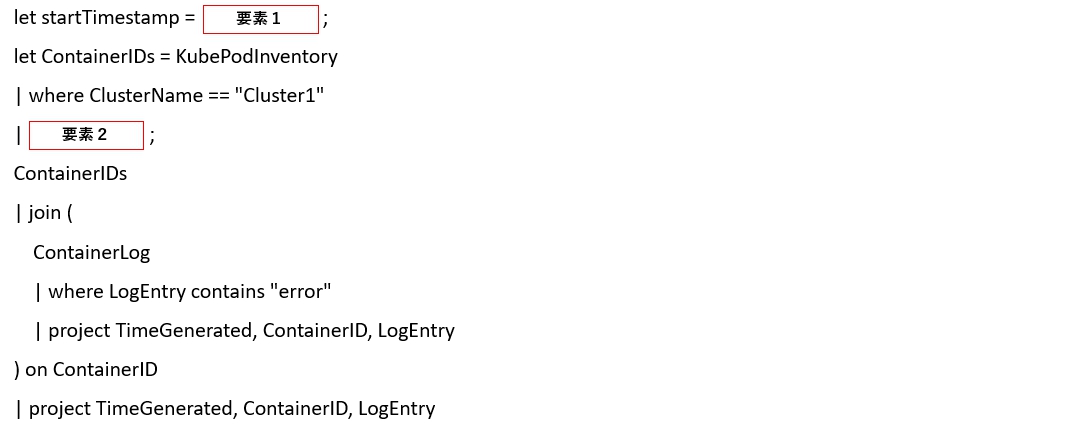 let startTimestamp = 要素１ ;
let ContainerIDs = KubePodInventory
| where ClusterName == "Cluster1"
| 要素２ ;
ContainerIDs
| join (
ContainerLog
| where LogEntry contains "error"
| project TimeGenerated, ContainerID, LogEntry
) on ContainerID
| project TimeGenerated, ContainerID, LogEntry